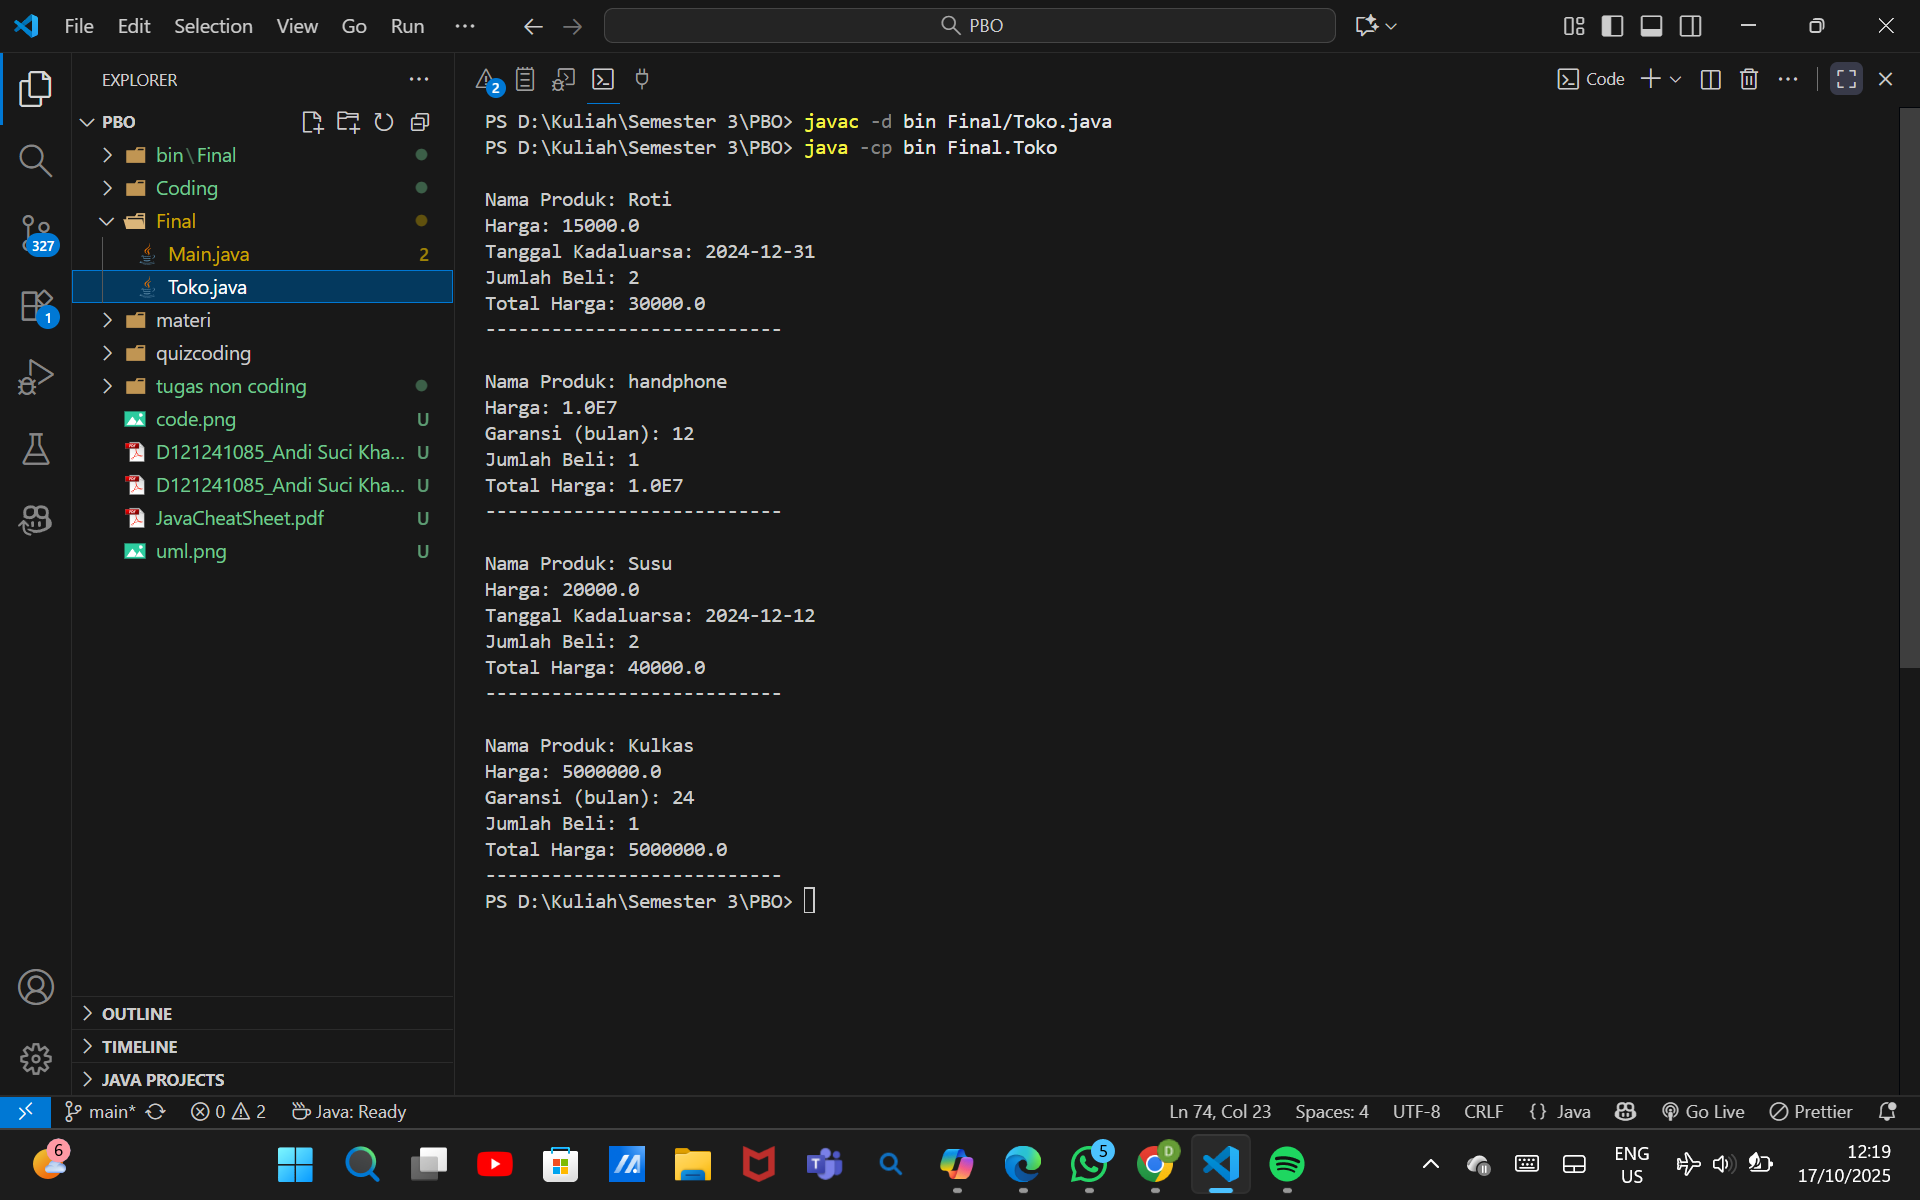 File Edit Selection View Go Run ··· PBO
EXPLORER
PBO
bin\Final
Coding
Final
Main.java 2
Toko.java
materi
quizcoding
tugas non coding
code.png U
D121241085_Andi Suci Kha... U
D121241085_Andi Suci Kha... U
JavaCheatSheet.pdf U
uml.png U
OUTLINE
TIMELINE
JAVA PROJECTS
327
1
2
Code
PS D:\Kuliah\Semester 3\PBO> javac -d bin Final/Toko.java
PS D:\Kuliah\Semester 3\PBO> java -cp bin Final.Toko
Nama Produk: Roti
Harga: 15000.0
Tanggal Kadaluarsa: 2024-12-31
Jumlah Beli: 2
Total Harga: 30000.0
---------------------------
Nama Produk: handphone
Harga: 1.0E7
Garansi (bulan): 12
Jumlah Beli: 1
Total Harga: 1.0E7
---------------------------
Nama Produk: Susu
Harga: 20000.0
Tanggal Kadaluarsa: 2024-12-12
Jumlah Beli: 2
Total Harga: 40000.0
---------------------------
Nama Produk: Kulkas
Harga: 5000000.0
Garansi (bulan): 24
Jumlah Beli: 1
Total Harga: 5000000.0
---------------------------
PS D:\Kuliah\Semester 3\PBO>
main* 0 2 Java: Ready Ln 74, Col 23 Spaces: 4 UTF-8 CRLF {} Java Go Live Prettier
6
5
D
ENG
US
12:19
17/10/2025